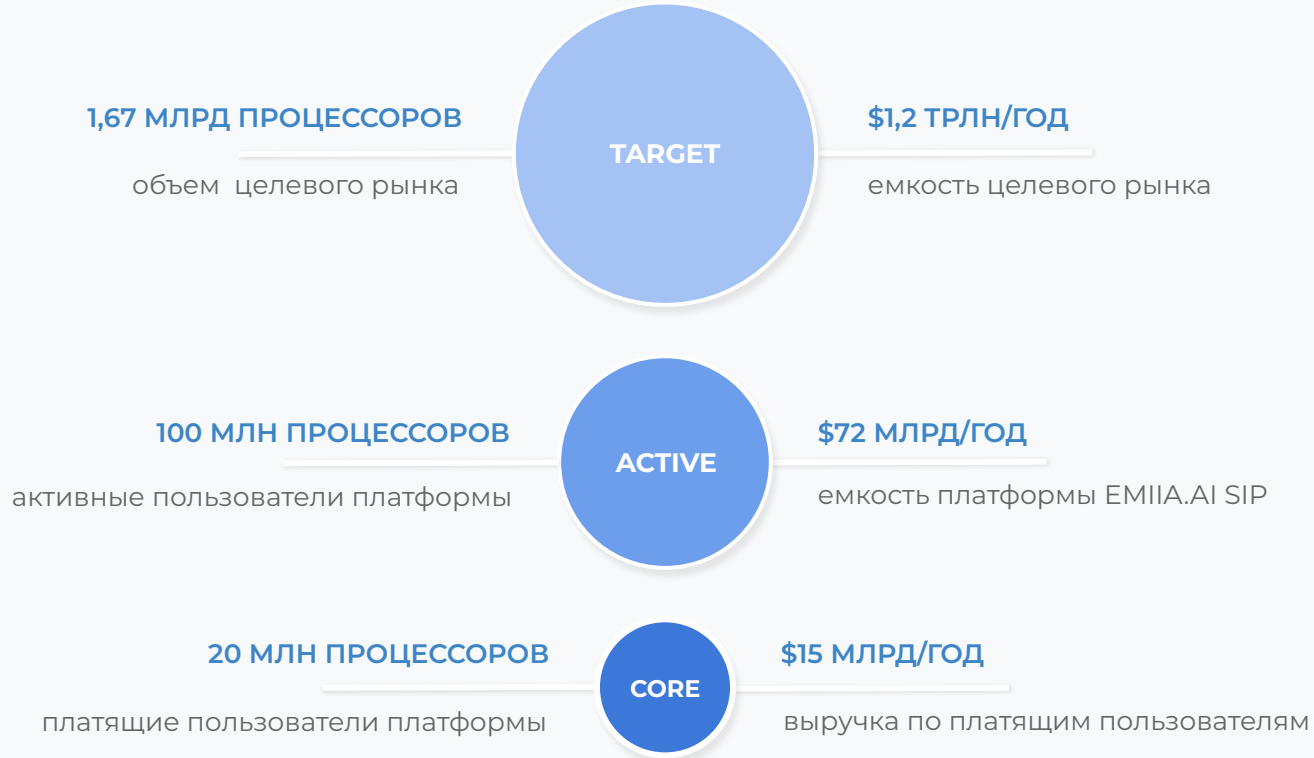 1,67 МЛРД ПРОЦЕССОРОВ
объем целевого рынка
TARGET
$1,2 ТРЛН/ГОД
емкость целевого рынка
100 МЛН ПРОЦЕССОРОВ
активные пользователи платформы
ACTIVE
$72 МЛРД/ГОД
емкость платформы EMIIA.AI SIP
20 МЛН ПРОЦЕССОРОВ
платящие пользователи платформы
CORE
$15 МЛРД/ГОД
выручка по платящим пользователям